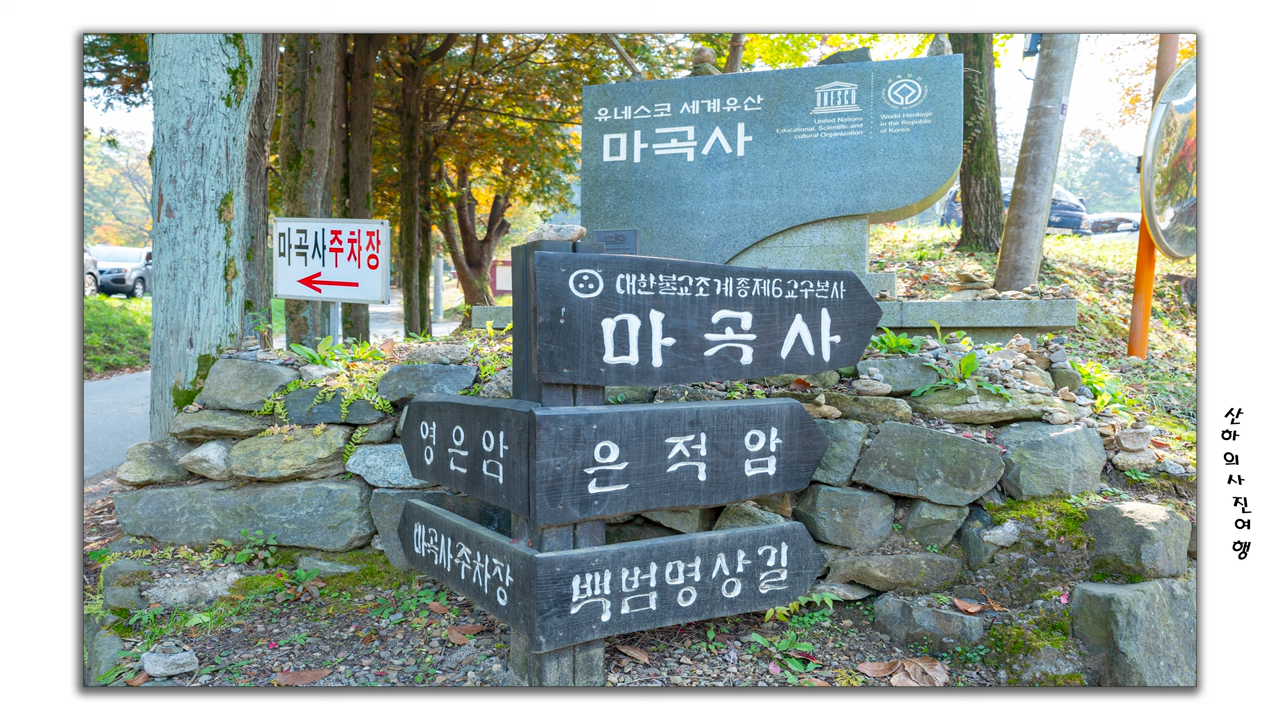 유네스코 세계유산
마곡사
UNESCO
United Nations
Educational, Scientific and
Cultural Organization
World Heritage
in the Republic
of Korea
마곡사주차장
대한불교조계종제6교구본사
마곡사
영은암
은적암
마곡사주차장
백범명상길
산하의사진여행